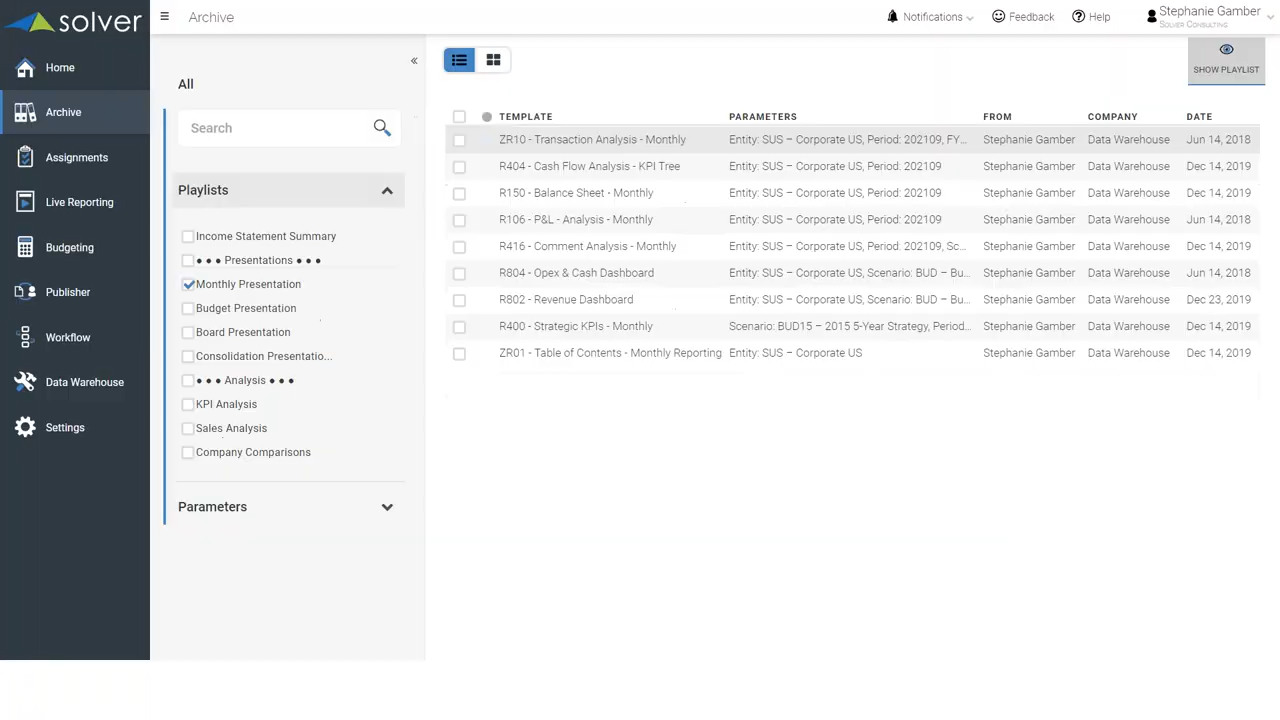 solver
Archive
Notifications
Feedback
Help
Stephanie Gamber
Solver Consulting
Home
Archive
Assignments
Live Reporting
Budgeting
Publisher
Workflow
Data Warehouse
Settings
All
Search
Playlists
Income Statement Summary
● ● ● Presentations ● ● ●
Monthly Presentation
Budget Presentation
Board Presentation
Consolidation Presentatio...
● ● ● Analysis ● ● ●
KPI Analysis
Sales Analysis
Company Comparisons
Parameters
SHOW PLAYLIST
TEMPLATE PARAMETERS FROM COMPANY DATE
ZR10 - Transaction Analysis - Monthly Entity: SUS – Corporate US, Period: 202109, FY... Stephanie Gamber Data Warehouse Jun 14, 2018
R404 - Cash Flow Analysis - KPI Tree Entity: SUS – Corporate US, Period: 202109 Stephanie Gamber Data Warehouse Dec 14, 2019
R150 - Balance Sheet - Monthly Entity: SUS – Corporate US, Period: 202109 Stephanie Gamber Data Warehouse Dec 14, 2019
R106 - P&L - Analysis - Monthly Entity: SUS – Corporate US, Period: 202109 Stephanie Gamber Data Warehouse Jun 14, 2018
R416 - Comment Analysis - Monthly Entity: SUS – Corporate US, Period: 202109, Sc... Stephanie Gamber Data Warehouse Dec 14, 2019
R804 - Opex & Cash Dashboard Entity: SUS – Corporate US, Scenario: BUD – Bu... Stephanie Gamber Data Warehouse Jun 14, 2018
R802 - Revenue Dashboard Entity: SUS – Corporate US, Scenario: BUD – Bu... Stephanie Gamber Data Warehouse Dec 23, 2019
R400 - Strategic KPIs - Monthly Scenario: BUD15 – 2015 5-Year Strategy, Period... Stephanie Gamber Data Warehouse Dec 14, 2019
ZR01 - Table of Contents - Monthly Reporting Entity: SUS – Corporate US Stephanie Gamber Data Warehouse Dec 14, 2019